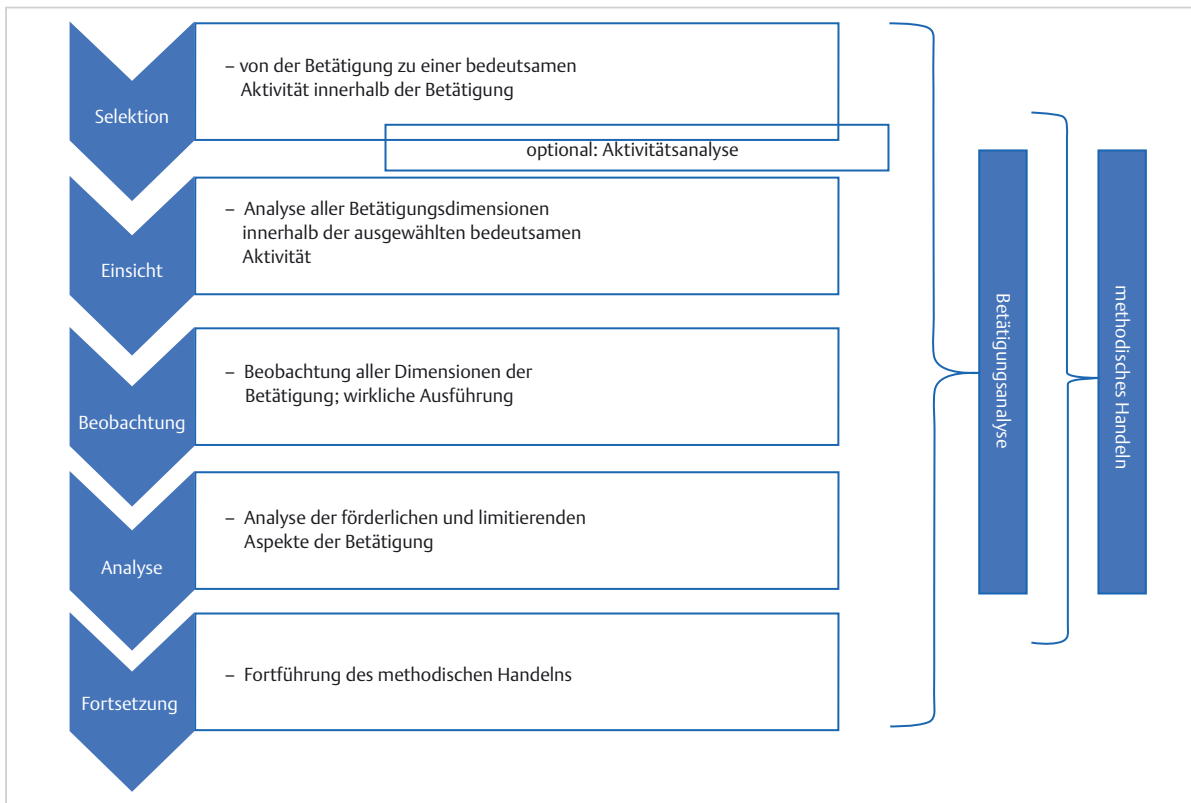 Selektion
– von der Betätigung zu einer bedeutsamen
Aktivität innerhalb der Betätigung
optional: Aktivitätsanalyse
Einsicht
– Analyse aller Betätigungsdimensionen
innerhalb der ausgewählten bedeutsamen
Aktivität
Beobachtung
– Beobachtung aller Dimensionen der
Betätigung; wirkliche Ausführung
Analyse
– Analyse der förderlichen und limitierenden
Aspekte der Betätigung
Fortsetzung
– Fortführung des methodischen Handelns
Betätigungsanalyse
methodisches Handeln